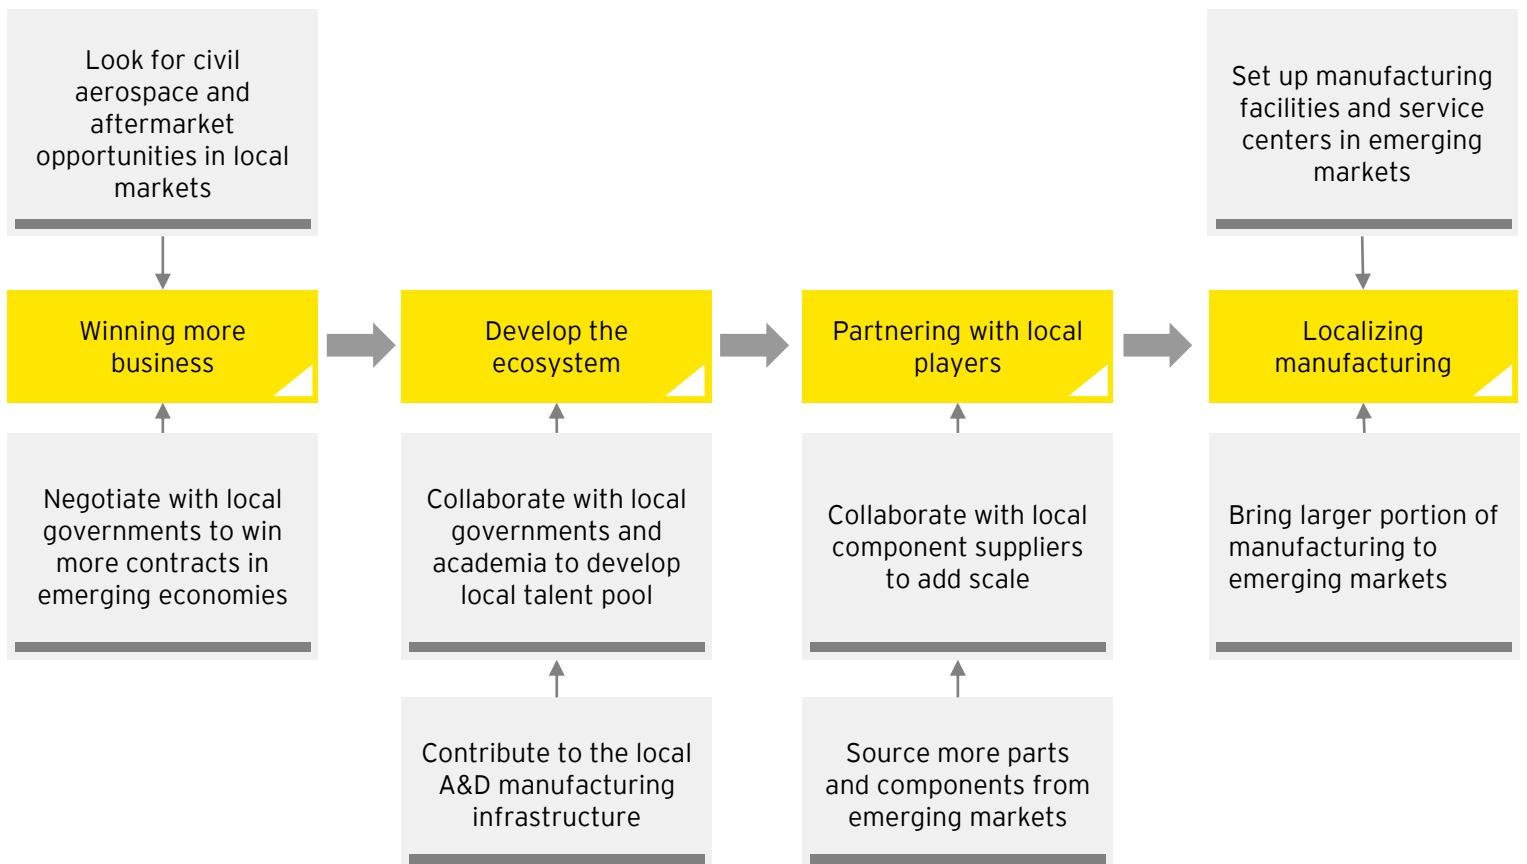 Look for civil
aerospace and
aftermarket
opportunities in local
markets
Set up manufacturing
facilities and service
centers in emerging
markets
Winning more
business
Develop the
ecosystem
Partnering with local
players
Localizing
manufacturing
Negotiate with local
governments to win
more contracts in
emerging economies
Collaborate with local
governments and
academia to develop
local talent pool
Collaborate with local
component suppliers
to add scale
Bring larger portion of
manufacturing to
emerging markets
Contribute to the local
A&D manufacturing
infrastructure
Source more parts
and components from
emerging markets